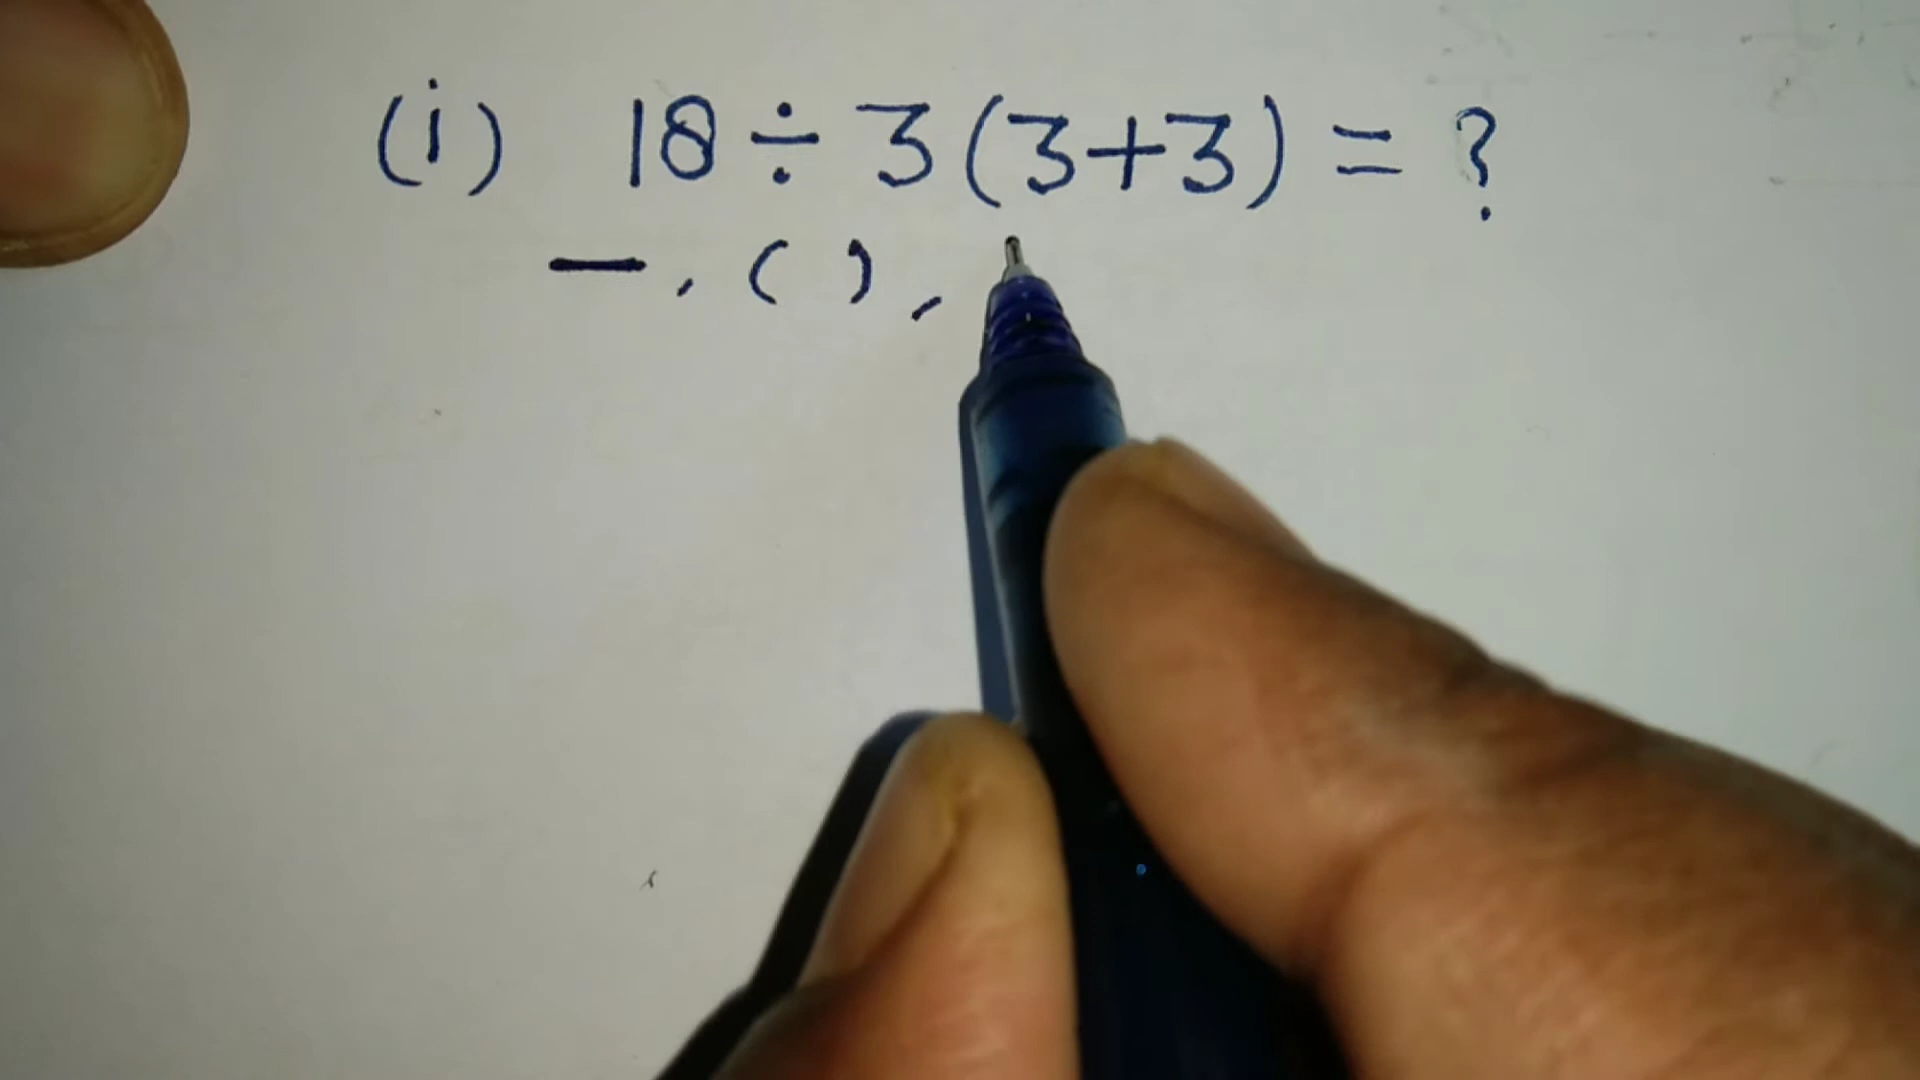 (i) 18 ÷ 3(3+3) = ?
—, ( ),